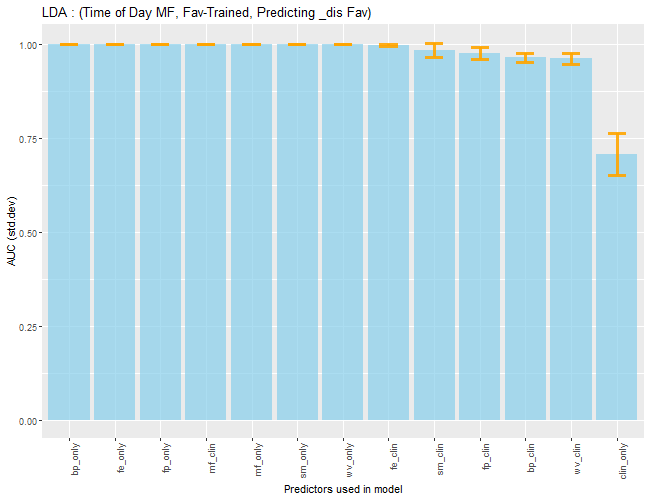 LDA : (Time of Day MF, Fav-Trained, Predicting _dis Fav)
AUC (std.dev)
1.00
0.75
0.50
0.25
0.00
bp_only
fe_only
fp_only
mf_clin
mf_only
sm_only
wv_only
fe_clin
sm_clin
fp_clin
bp_clin
wv_clin
clin_only
Predictors used in model